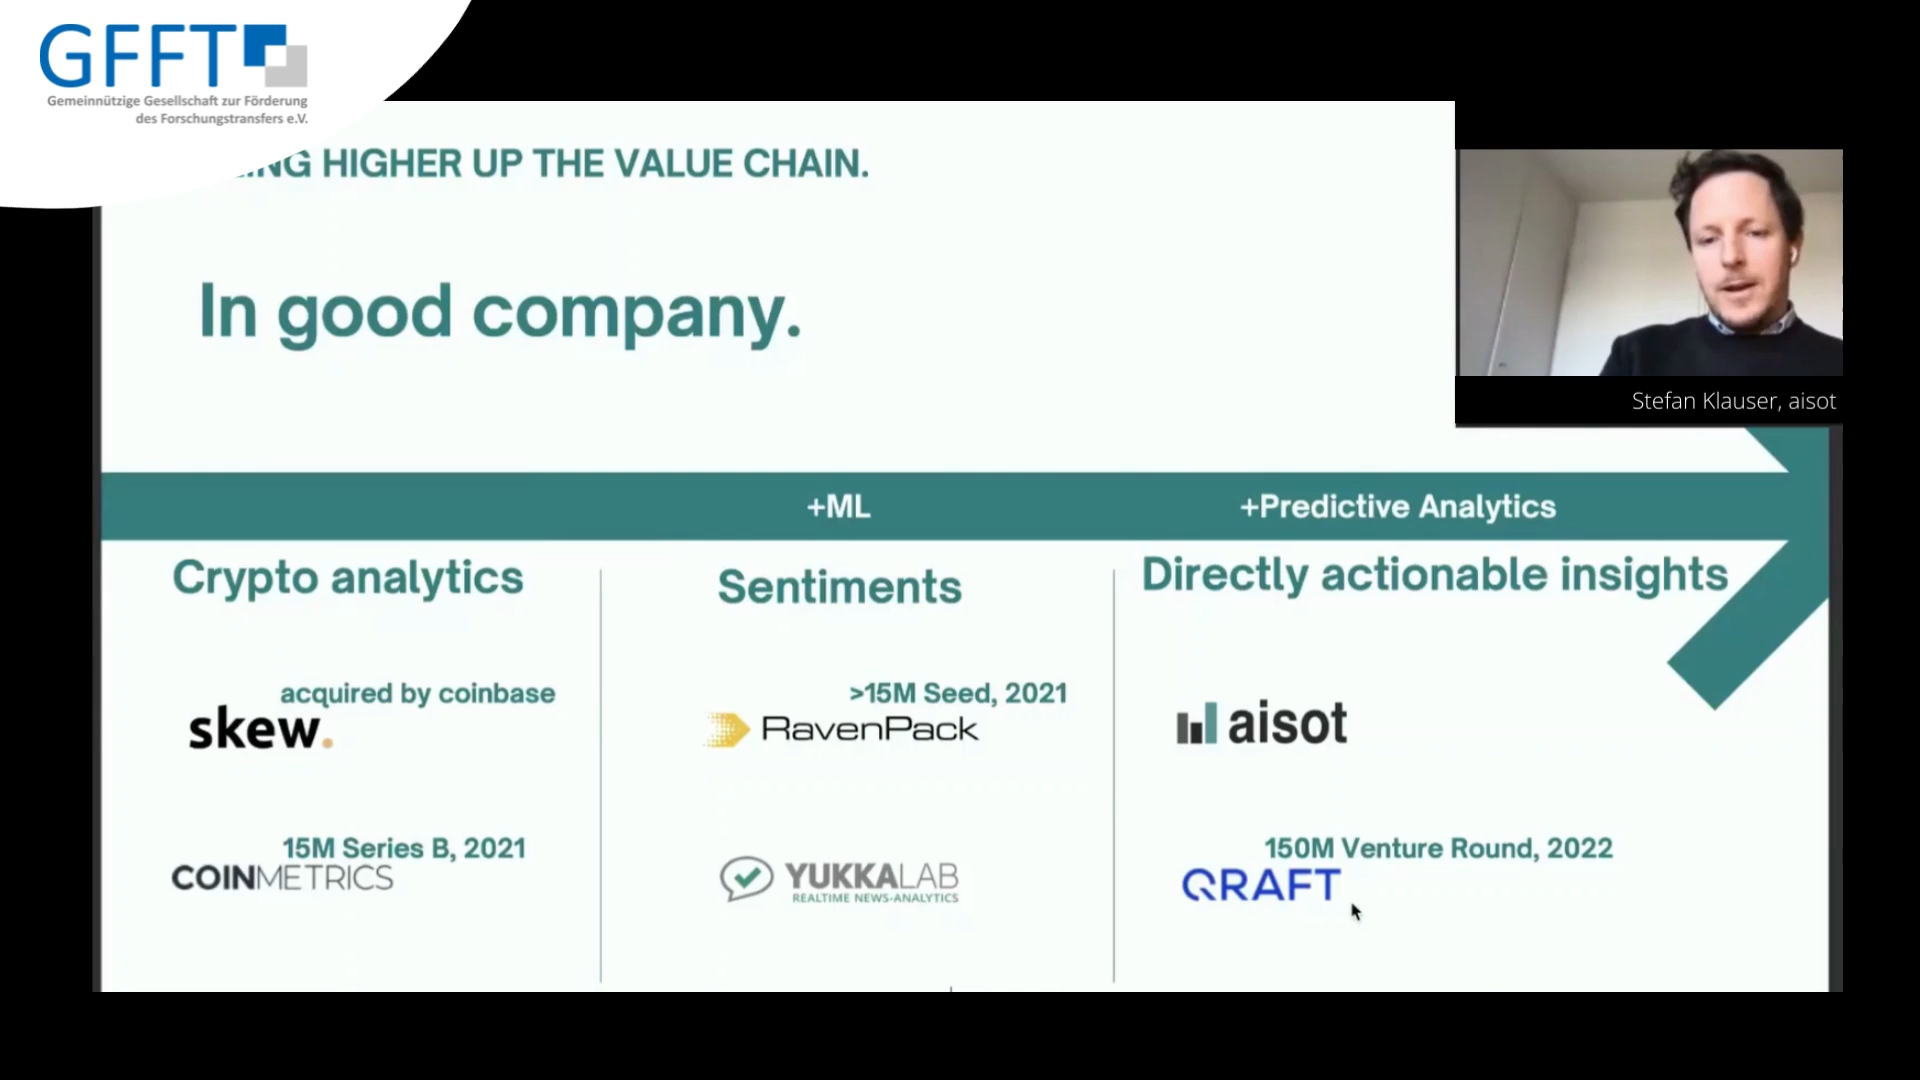 GFFT
Gemeinnützige Gesellschaft zur Förderung
des Forschungstransfers e.V.
HIGHER UP THE VALUE CHAIN.
In good company.
Stefan Klauser, aisot
+ML
+Predictive Analytics
Crypto analytics
Sentiments
Directly actionable insights
acquired by coinbase
skew.
>15M Seed, 2021
RavenPack
aisot
15M Series B, 2021
COINMETRICS
YUKKALAB
REALTIME NEWS-ANALYTICS
150M Venture Round, 2022
QRAFT